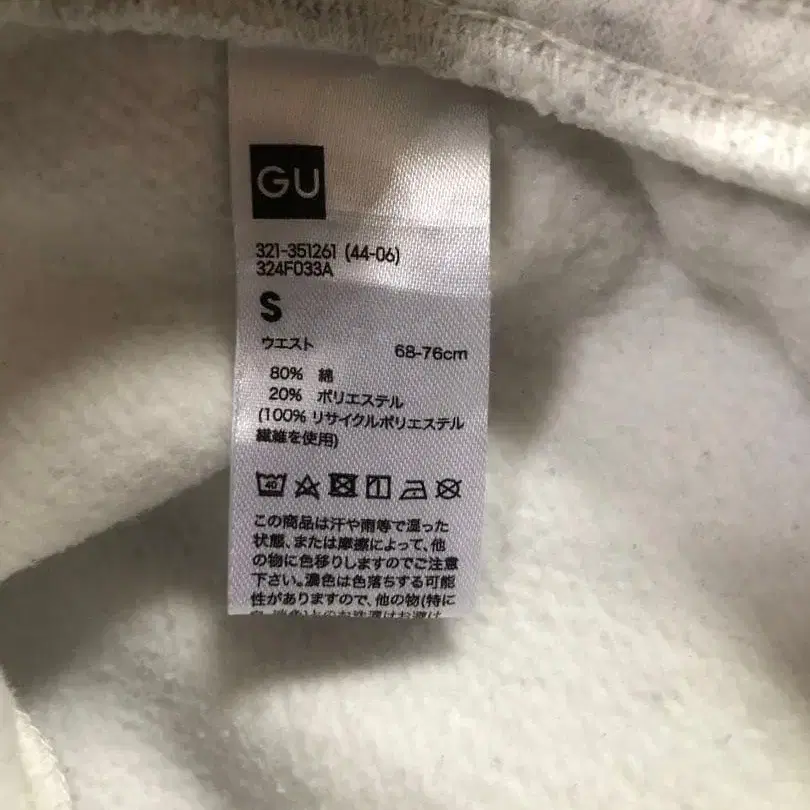 GU
321-351261 (44-06)
324F033A
S
ウエスト 68-76cm
80% 綿
20% ポリエステル
(100% リサイクルポリエステル
繊維を使用)
40
この商品は汗や雨等で湿った
状態、または摩擦によって、他
の物に色移りしますのでご注意
下さい。濃色は色落ちする可能
性がありますので、他の物(特に